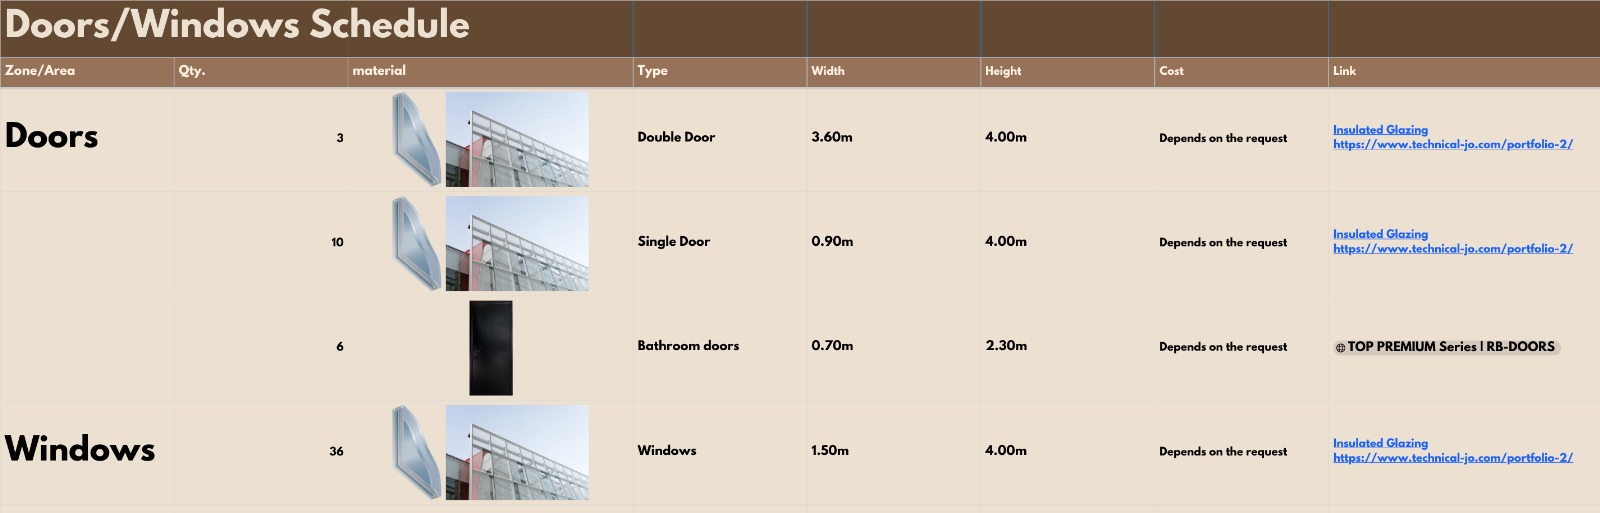 Doors/Windows Schedule
Zone/Area Qty. material Type Width Height Cost Link
Doors 3 Double Door 3.60m 4.00m Depends on the request Insulated Glazing
https://www.technical-jo.com/portfolio-2/
10 Single Door 0.90m 4.00m Depends on the request Insulated Glazing
https://www.technical-jo.com/portfolio-2/
6 Bathroom doors 0.70m 2.30m Depends on the request TOP PREMIUM Series | RB-DOORS
Windows 36 Windows 1.50m 4.00m Depends on the request Insulated Glazing
https://www.technical-jo.com/portfolio-2/